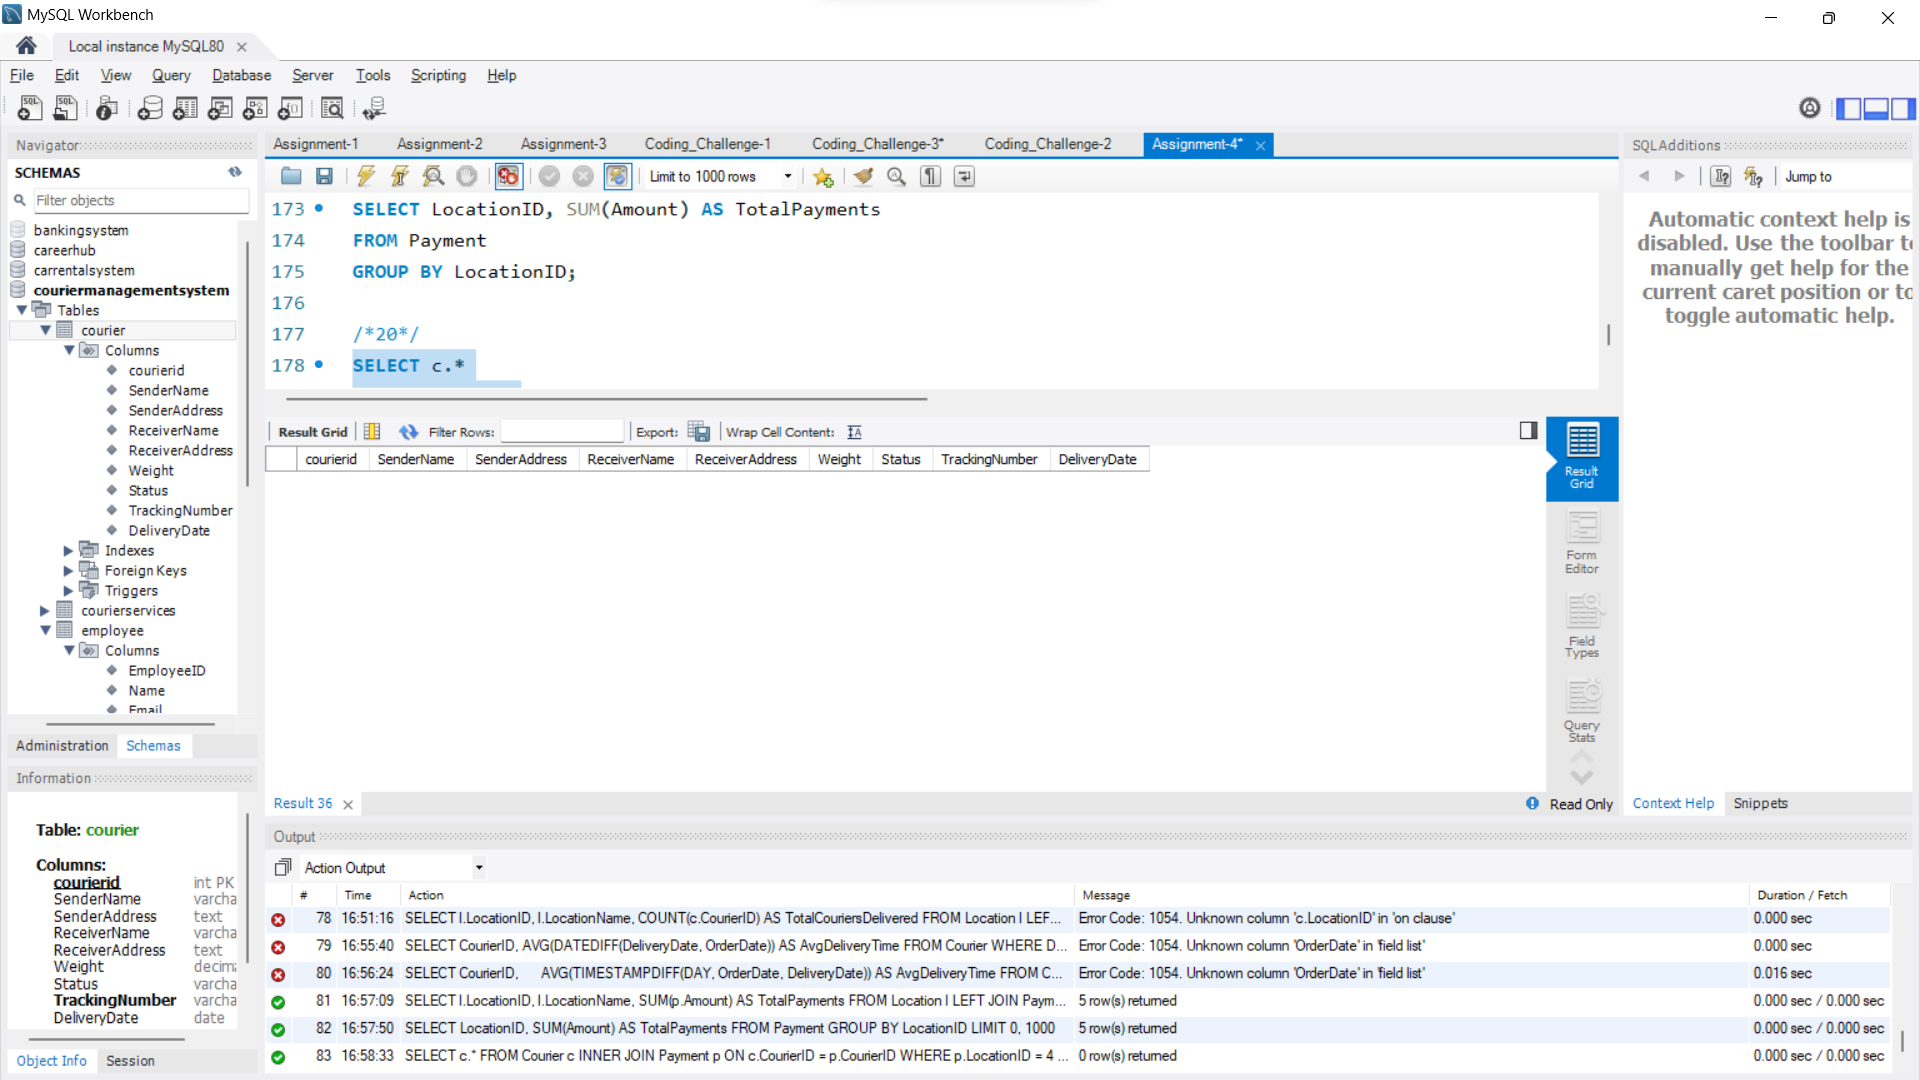 MySQL Workbench
Local instance MySQL80
File Edit View Query Database Server Tools Scripting Help
Navigator
SCHEMAS
Filter objects
bankingsystem
careerhub
carrentalsystem
couriermanagementsystem
Tables
courier
Columns
courierid
SenderName
SenderAddress
ReceiverName
ReceiverAddress
Weight
Status
TrackingNumber
DeliveryDate
Indexes
Foreign Keys
Triggers
courierservices
employee
Columns
EmployeeID
Name
Email
Administration Schemas
Information
Table: courier
Columns:
courierid int PK
SenderName varcha
SenderAddress text
ReceiverName varcha
ReceiverAddress text
Weight decim
Status varcha
TrackingNumber varcha
DeliveryDate date
Object Info Session
Assignment-1 Assignment-2 Assignment-3 Coding_Challenge-1 Coding_Challenge-3* Coding_Challenge-2 Assignment-4*
Limit to 1000 rows
173 SELECT LocationID, SUM(Amount) AS TotalPayments
174 FROM Payment
175 GROUP BY LocationID;
176
177 /*20*/
178 SELECT c.*
Result Grid Filter Rows: Export: Wrap Cell Content:
courierid SenderName SenderAddress ReceiverName ReceiverAddress Weight Status TrackingNumber DeliveryDate
Result Grid
Form Editor
Field Types
Query Stats
Result 36 Read Only
SQLAdditions
Jump to
Automatic context help is
disabled. Use the toolbar to
manually get help for the
current caret position or to
toggle automatic help.
Context Help Snippets
Output
Action Output
# Time Action Message Duration / Fetch
78 16:51:16 SELECT l.LocationID, l.LocationName, COUNT(c.CourierID) AS TotalCouriersDelivered FROM Location l LEF... Error Code: 1054. Unknown column 'c.LocationID' in 'on clause' 0.000 sec
79 16:55:40 SELECT CourierID, AVG(DATEDIFF(DeliveryDate, OrderDate)) AS AvgDeliveryTime FROM Courier WHERE D... Error Code: 1054. Unknown column 'OrderDate' in 'field list' 0.000 sec
80 16:56:24 SELECT CourierID, AVG(TIMESTAMPDIFF(DAY, OrderDate, DeliveryDate)) AS AvgDeliveryTime FROM C... Error Code: 1054. Unknown column 'OrderDate' in 'field list' 0.016 sec
81 16:57:09 SELECT l.LocationID, l.LocationName, SUM(p.Amount) AS TotalPayments FROM Location l LEFT JOIN Paym... 5 row(s) returned 0.000 sec / 0.000 sec
82 16:57:50 SELECT LocationID, SUM(Amount) AS TotalPayments FROM Payment GROUP BY LocationID LIMIT 0, 1000 5 row(s) returned 0.000 sec / 0.000 sec
83 16:58:33 SELECT c.* FROM Courier c INNER JOIN Payment p ON c.CourierID = p.CourierID WHERE p.LocationID = 4 ... 0 row(s) returned 0.000 sec / 0.000 sec